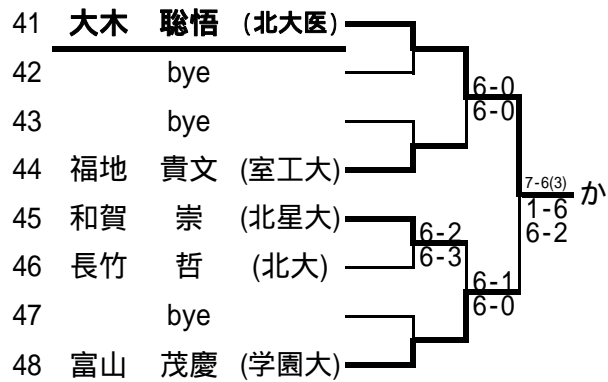 41 大木 聡悟 (北大医)
42 bye
6-0
6-0
43 bye
44 福地 貴文 (室工大)
7-6(3)
1-6
6-2
か
45 和賀 崇 (北星大)
6-2
6-3
46 長竹 哲 (北大)
6-1
6-0
47 bye
48 富山 茂慶 (学園大)